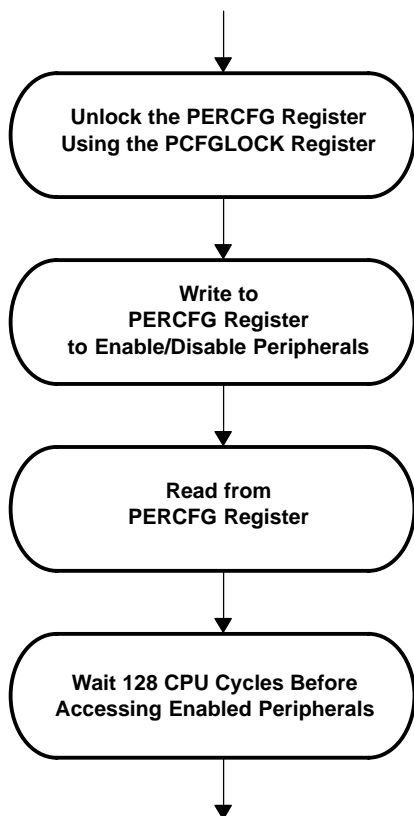 Unlock the PERCFG Register
Using the PCFGLOCK Register
Write to
PERCFG Register
to Enable/Disable Peripherals
Read from
PERCFG Register
Wait 128 CPU Cycles Before
Accessing Enabled Peripherals